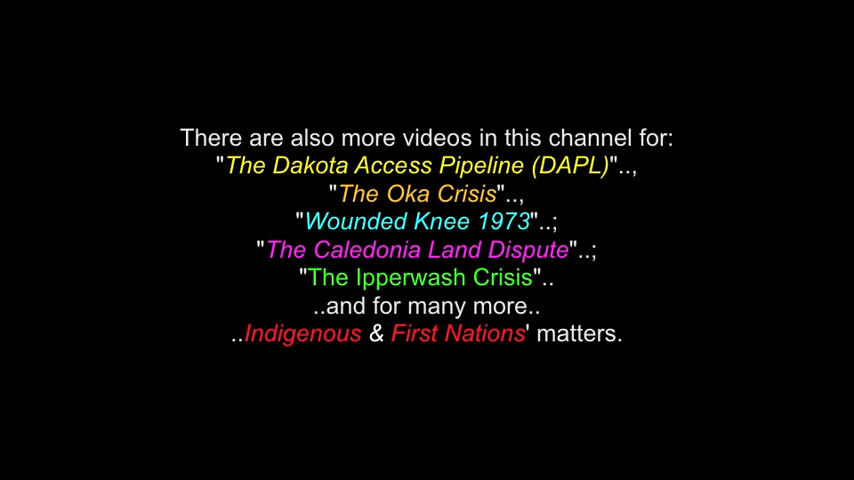 There are also more videos in this channel for:
"The Dakota Access Pipeline (DAPL)"..,
"The Oka Crisis"..,
"Wounded Knee 1973"..;
"The Caledonia Land Dispute"..;
"The Ipperwash Crisis"..
..and for many more..
..Indigenous & First Nations' matters.